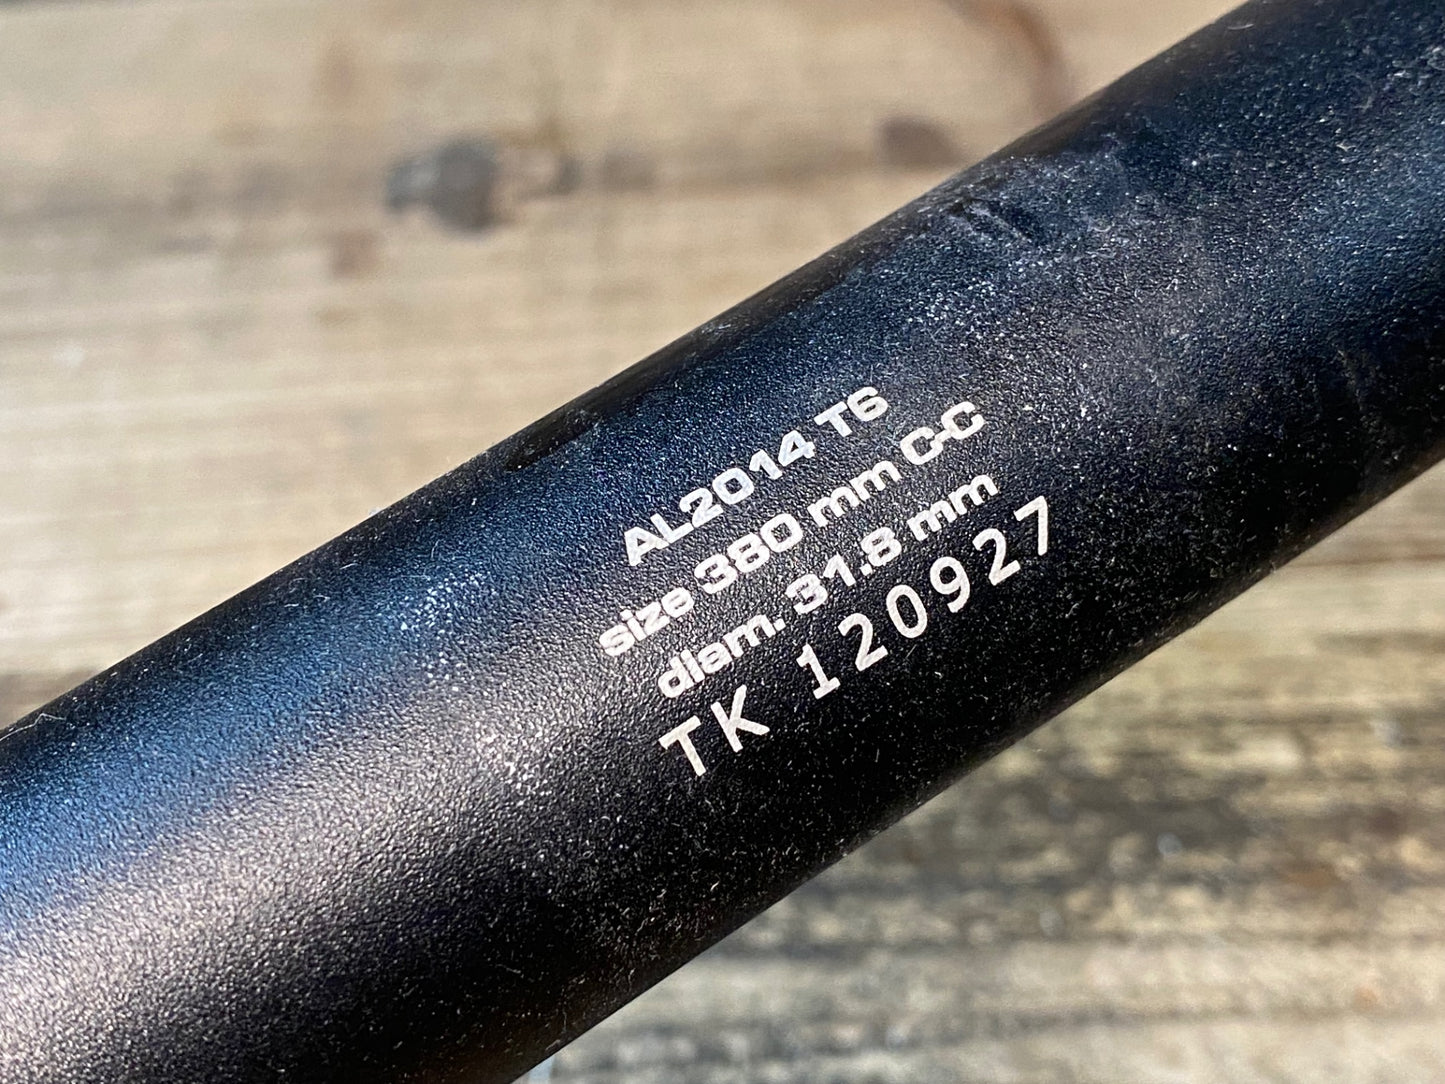 AL2014 T6
size 380 mm C-C
diam. 31.8 mm
TK 120927